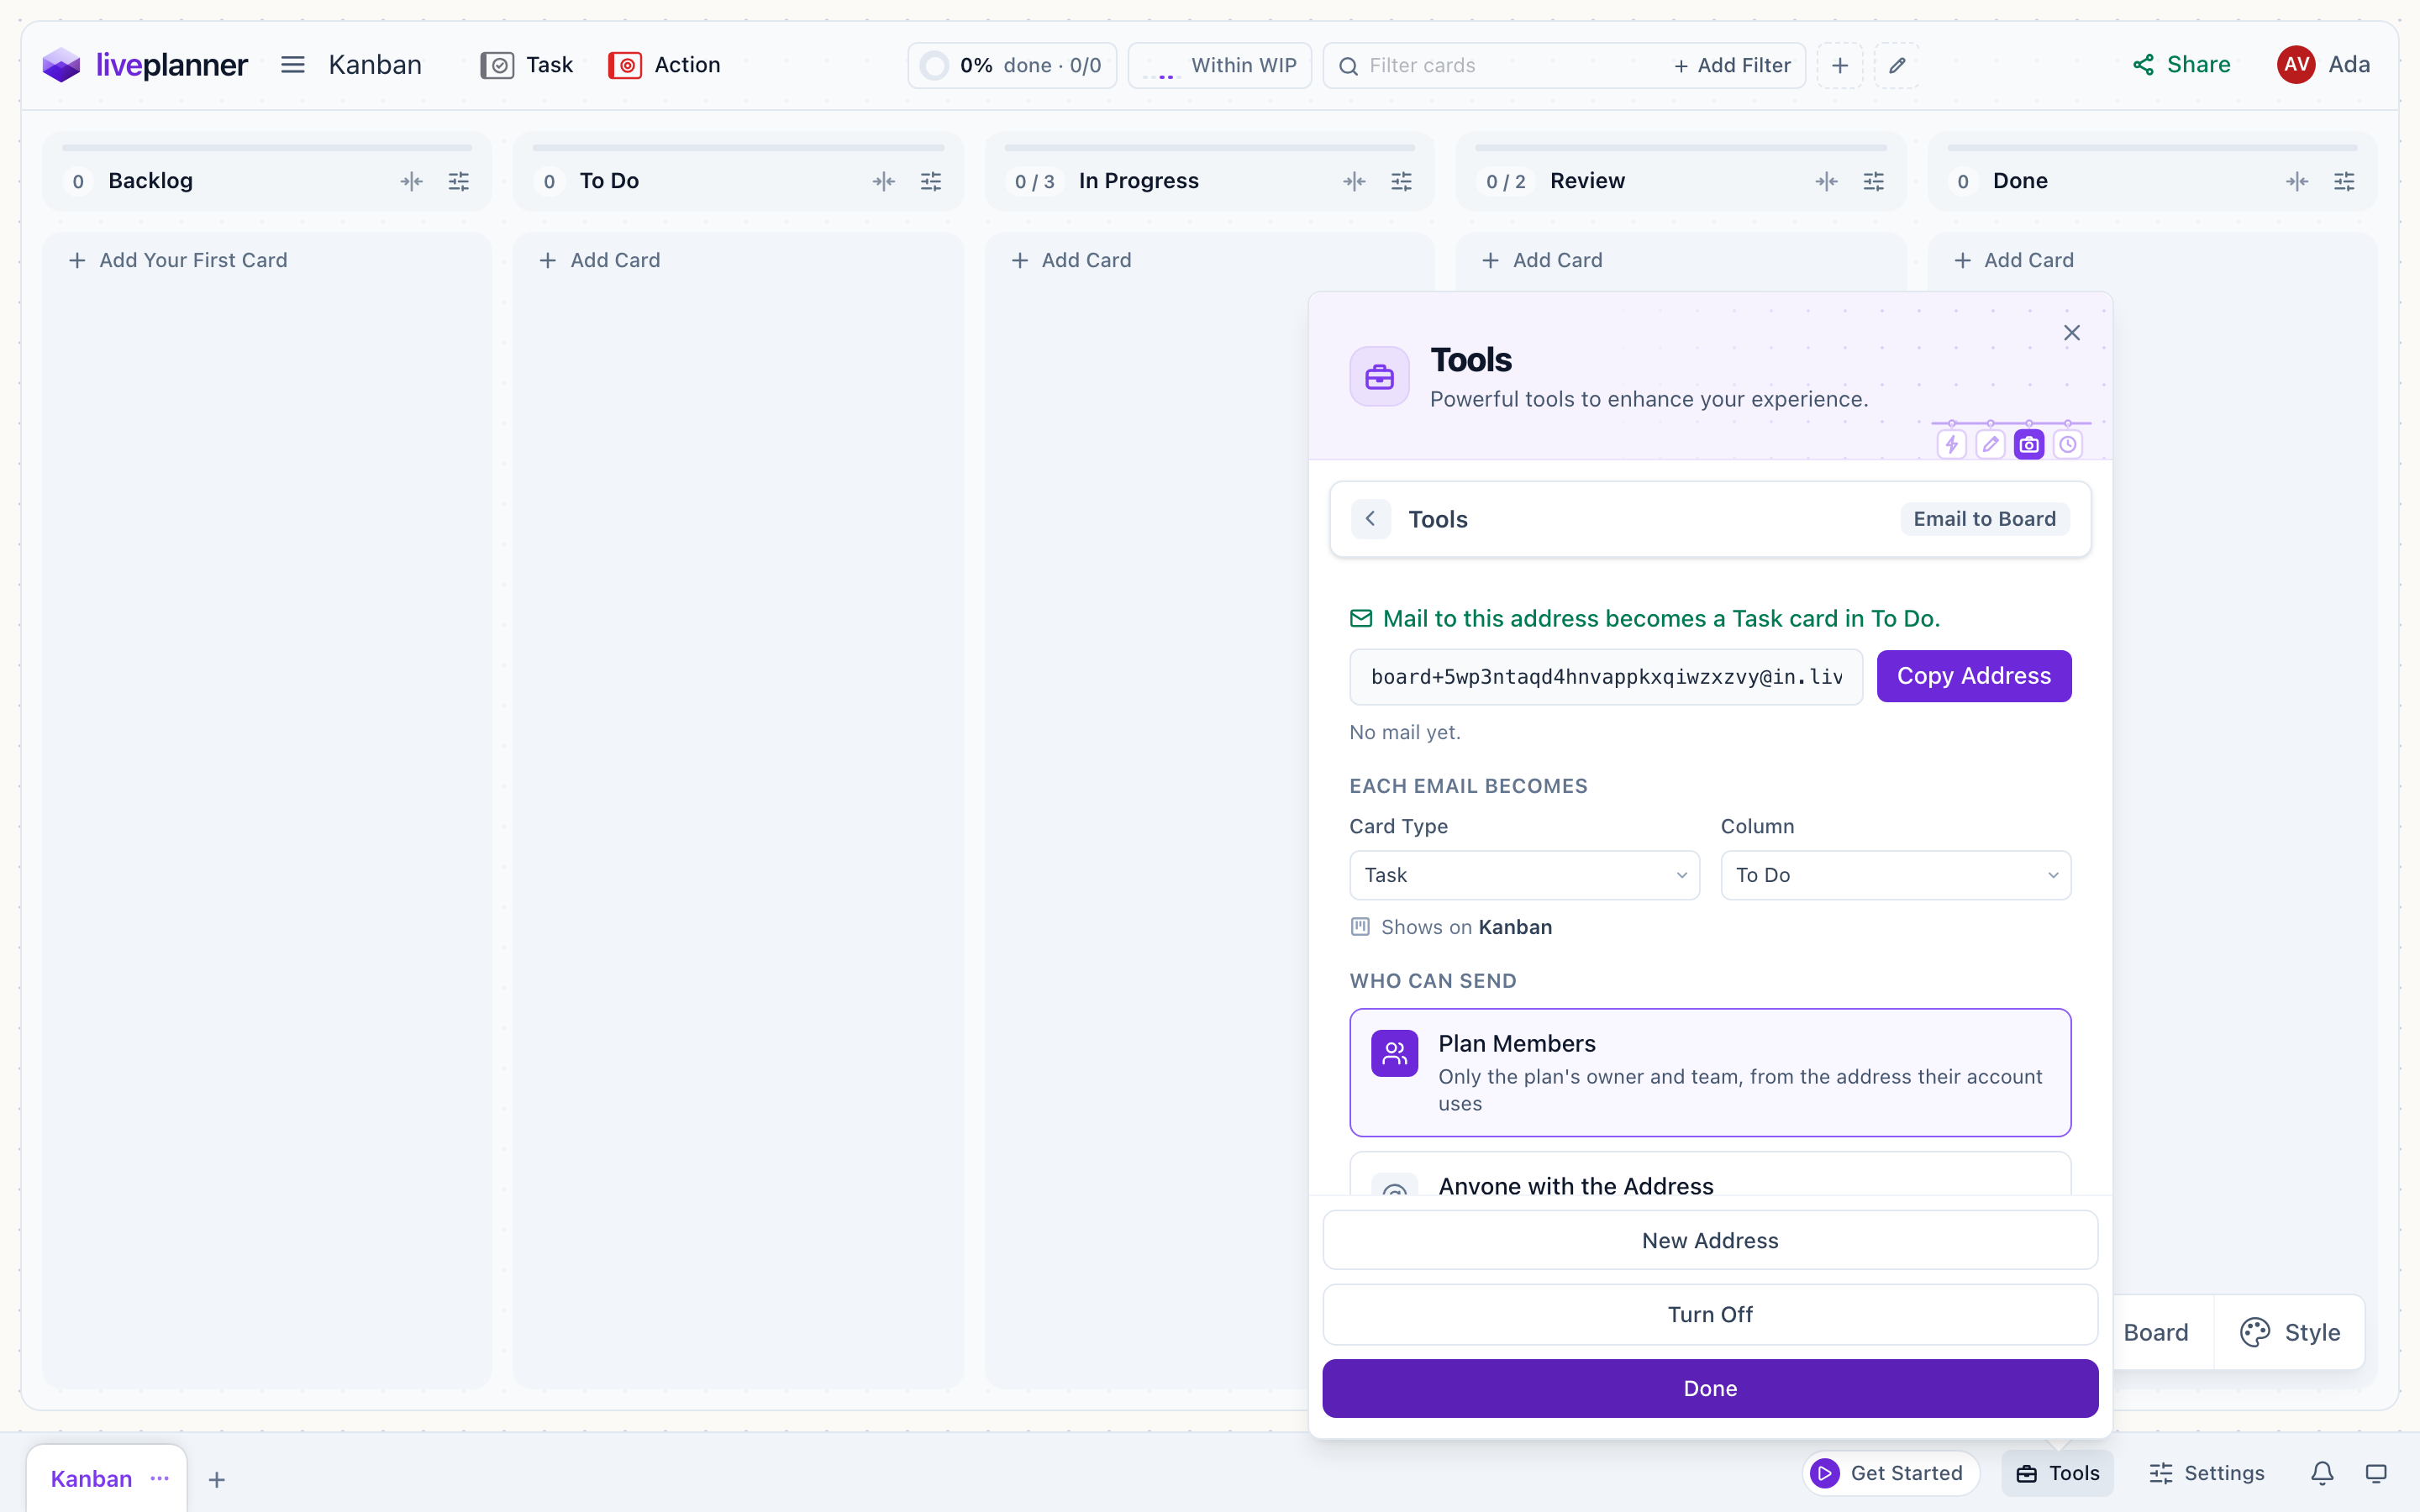 liveplanner
Kanban
Task
Action
0% done · 0/0
Within WIP
Filter cards
+ Add Filter
Share
AV
Ada
0 Backlog
0 To Do
0 / 3 In Progress
0 / 2 Review
0 Done
+ Add Your First Card
+ Add Card
+ Add Card
+ Add Card
+ Add Card
Tools
Powerful tools to enhance your experience.
Tools
Email to Board
Mail to this address becomes a Task card in To Do.
board+5wp3ntaqd4hnvappkxqiwzxzvy@in.liv
Copy Address
No mail yet.
EACH EMAIL BECOMES
Card Type
Column
Task
To Do
Shows on Kanban
WHO CAN SEND
Plan Members
Only the plan's owner and team, from the address their account
uses
Anyone with the Address
New Address
Turn Off
Done
Board
Style
Kanban
Get Started
Tools
Settings